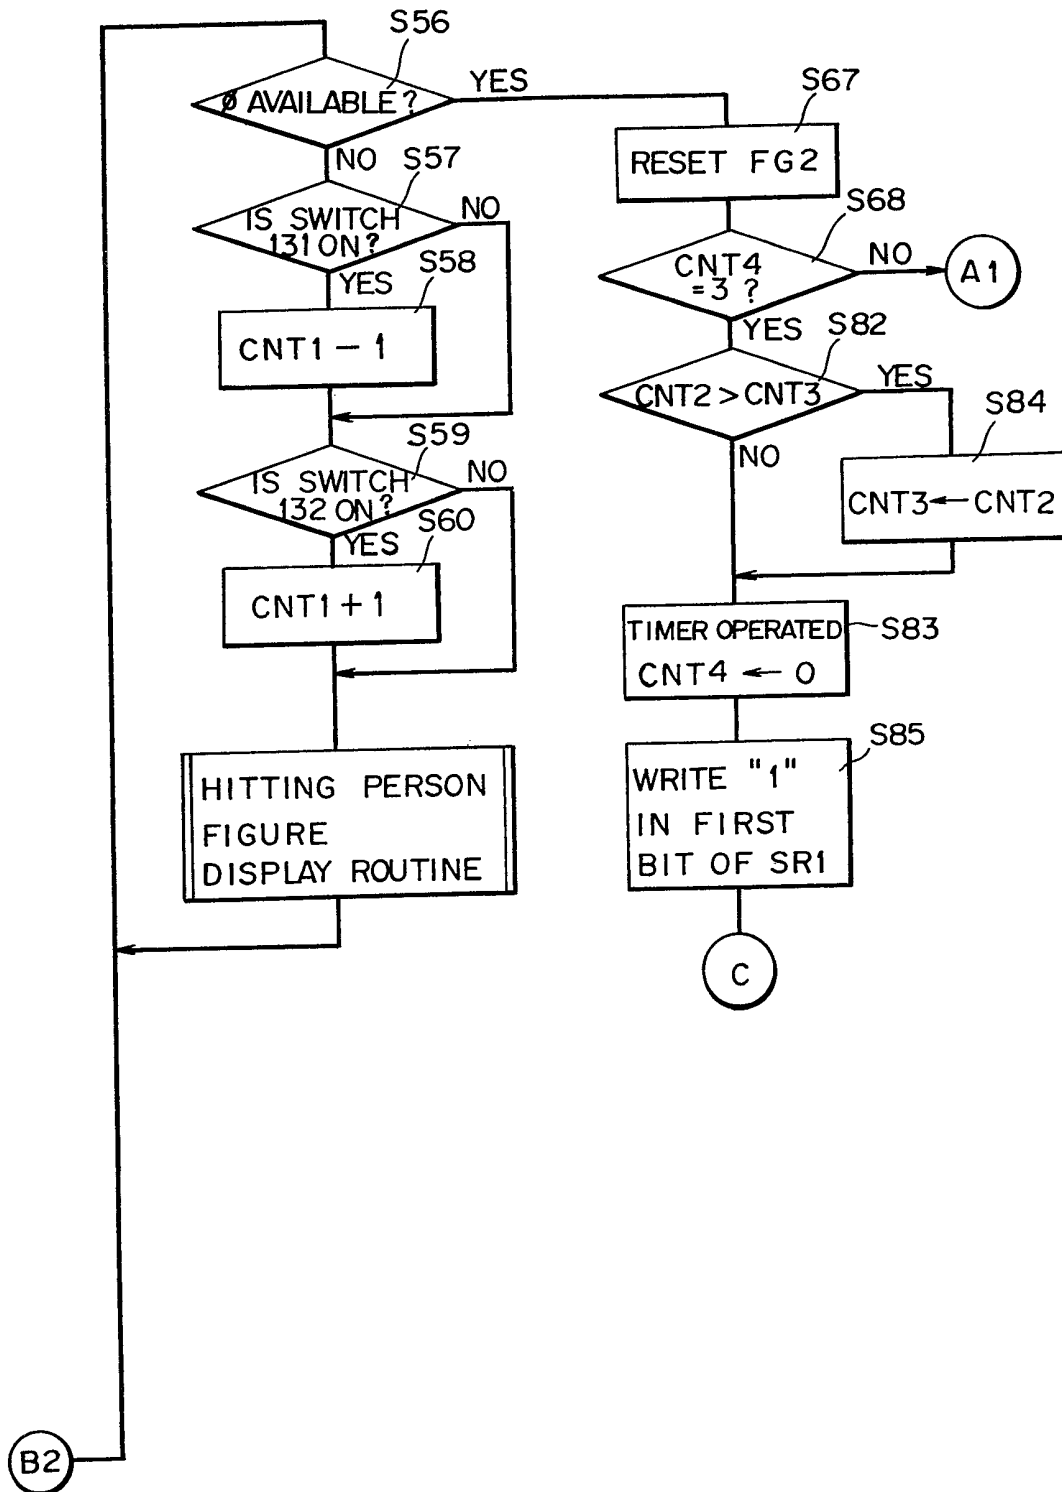 S56
Ø AVAILABLE?
YES
NO
S57
IS SWITCH
131 ON?
NO
YES
S58
CNT1 - 1
S59
IS SWITCH
132 ON?
NO
YES
S60
CNT1 + 1
HITTING PERSON
FIGURE
DISPLAY ROUTINE
B2
S67
RESET FG2
S68
CNT4
=3 ?
NO
A1
YES
S82
CNT2 > CNT3
YES
NO
S84
CNT3 ← CNT2
TIMER OPERATED
CNT4 ← 0
S83
S85
WRITE "1"
IN FIRST
BIT OF SR1
C